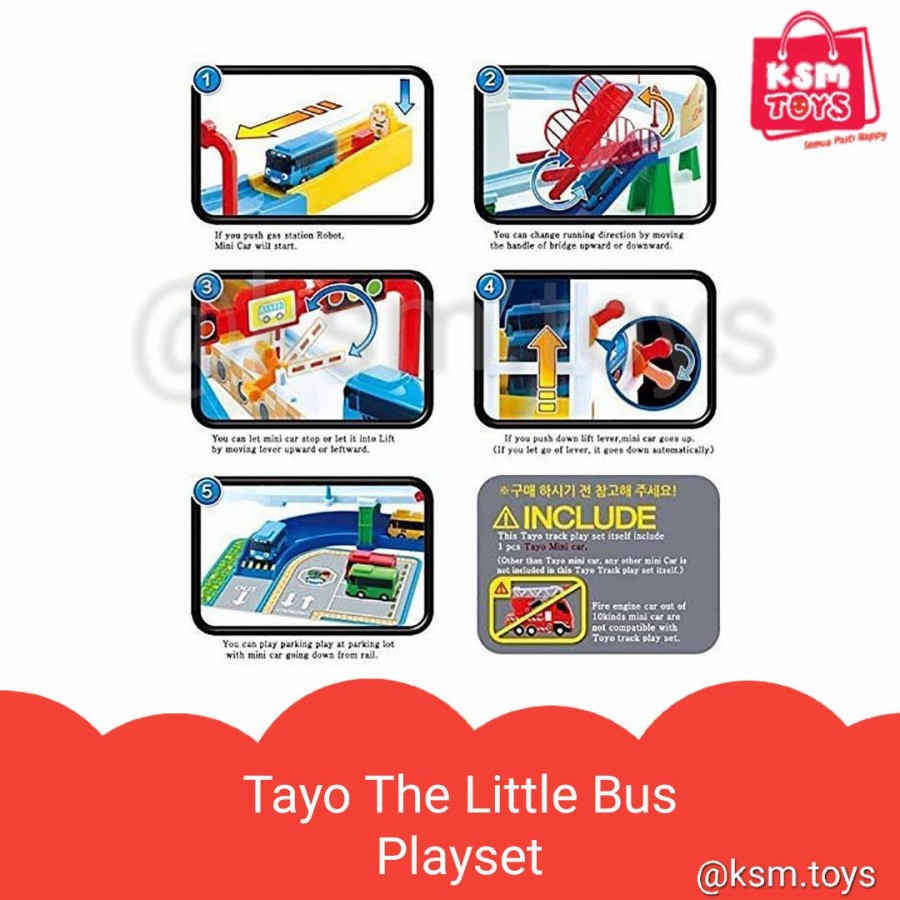 KSM
TOYS
Semua Pasti Happy
1
2
If you push gas station Robot,
Mini Car will start.
You can change running direction by moving
the handle of bridge upward or downward.
@ksm.toys
3
4
You can let mini car stop or let it into Lift
by moving lever upward or leftward.
If you push down lift lever,mini car goes up.
(If you let go of lever, it goes down automatically)
5
OUT
You can play parking play at parking lot
with mini car going down from rail.
※구매 하시기 전 참고해 주세요!
INCLUDE
This Tayo track play set itself include
1 pcs Tayo Mini car.
(Other than Tayo mini car, any other mini Car is
not included in this Tayo Track play set itself.)
Fire engine car out of
10kinds mini car are
not compatible with
Toyo track play set.
Tayo The Little Bus
Playset
@ksm.toys